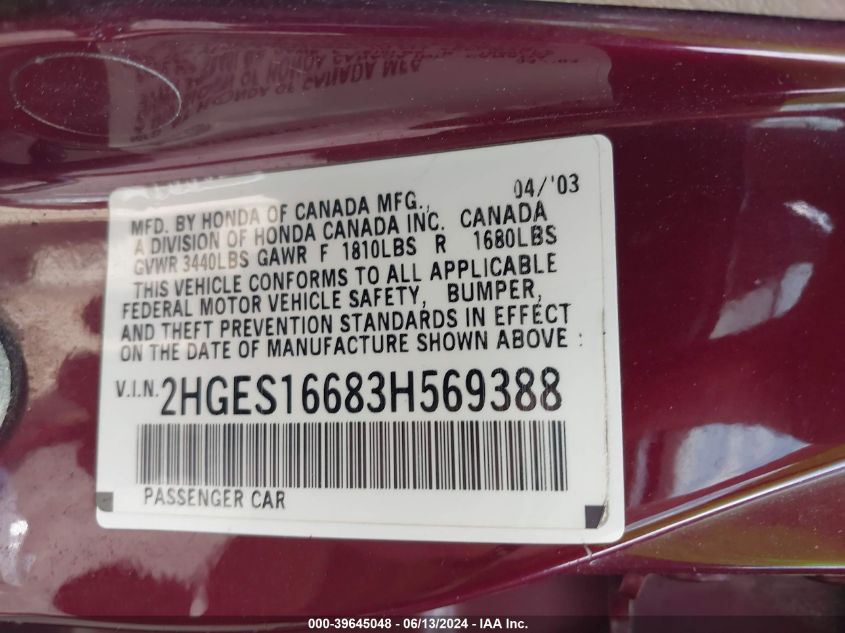 MFD. BY HONDA OF CANADA MFG., 04/'03
A DIVISION OF HONDA CANADA INC. CANADA
GVWR 3440LBS GAWR F 1810LBS R 1680LBS
THIS VEHICLE CONFORMS TO ALL APPLICABLE
FEDERAL MOTOR VEHICLE SAFETY, BUMPER,
AND THEFT PREVENTION STANDARDS IN EFFECT
ON THE DATE OF MANUFACTURE SHOWN ABOVE :
V.I.N. 2HGES16683H569388
PASSENGER CAR
000-39645048 - 06/13/2024 - IAA Inc.